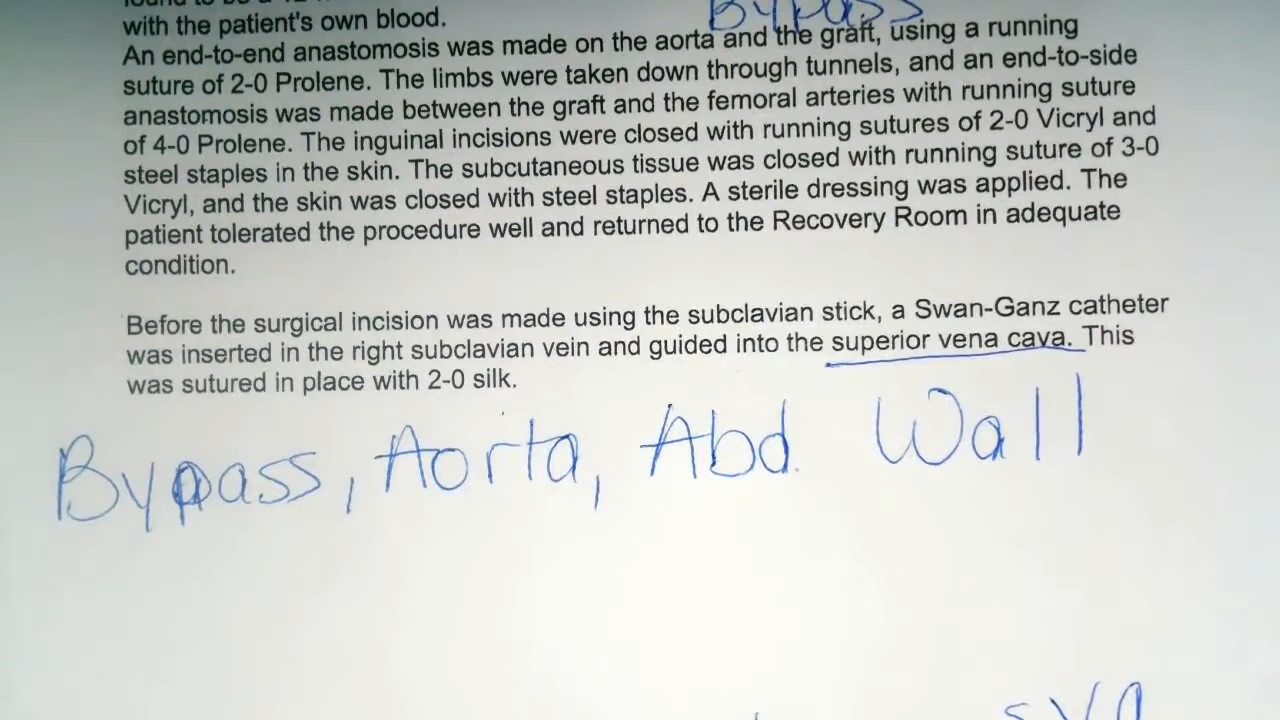 with the patient's own blood.
Bypass
An end-to-end anastomosis was made on the aorta and the graft, using a running
suture of 2-0 Prolene. The limbs were taken down through tunnels, and an end-to-side
anastomosis was made between the graft and the femoral arteries with running suture
of 4-0 Prolene. The inguinal incisions were closed with running sutures of 2-0 Vicryl and
steel staples in the skin. The subcutaneous tissue was closed with running suture of 3-0
Vicryl, and the skin was closed with steel staples. A sterile dressing was applied. The
patient tolerated the procedure well and returned to the Recovery Room in adequate
condition.
Before the surgical incision was made using the subclavian stick, a Swan-Ganz catheter
was inserted in the right subclavian vein and guided into the superior vena cava. This
was sutured in place with 2-0 silk.
Bypass, Aorta, Abd. Wall